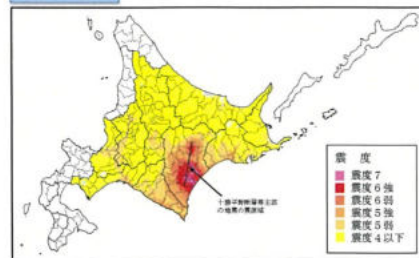 十勝平野断層帯主部
の地震の震源域
震度
震度7
震度6強
震度6弱
震度5強
震度5弱
震度4以下